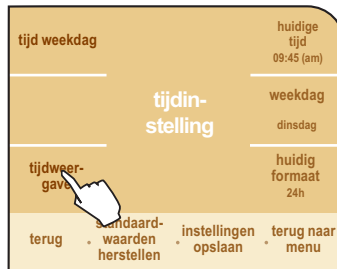 tijd weekdag
huidige
tijd
09:45 (am)
tijdin-
stelling
weekdag
dinsdag
tijdweer-
gave
huidig
formaat
24h
terug
standaard-
waarden
herstellen
instellingen
opslaan
terug naar
menu